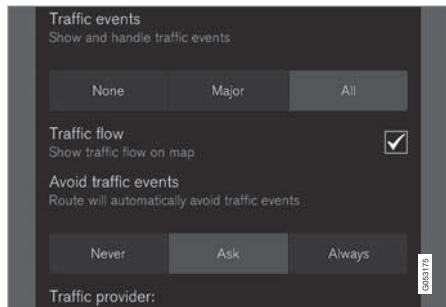 Traffic events
Show and handle traffic events
None Major All
Traffic flow
Show traffic flow on map
Avoid traffic events
Route will automatically avoid traffic events
Never Ask Always
Traffic provider:
G053175